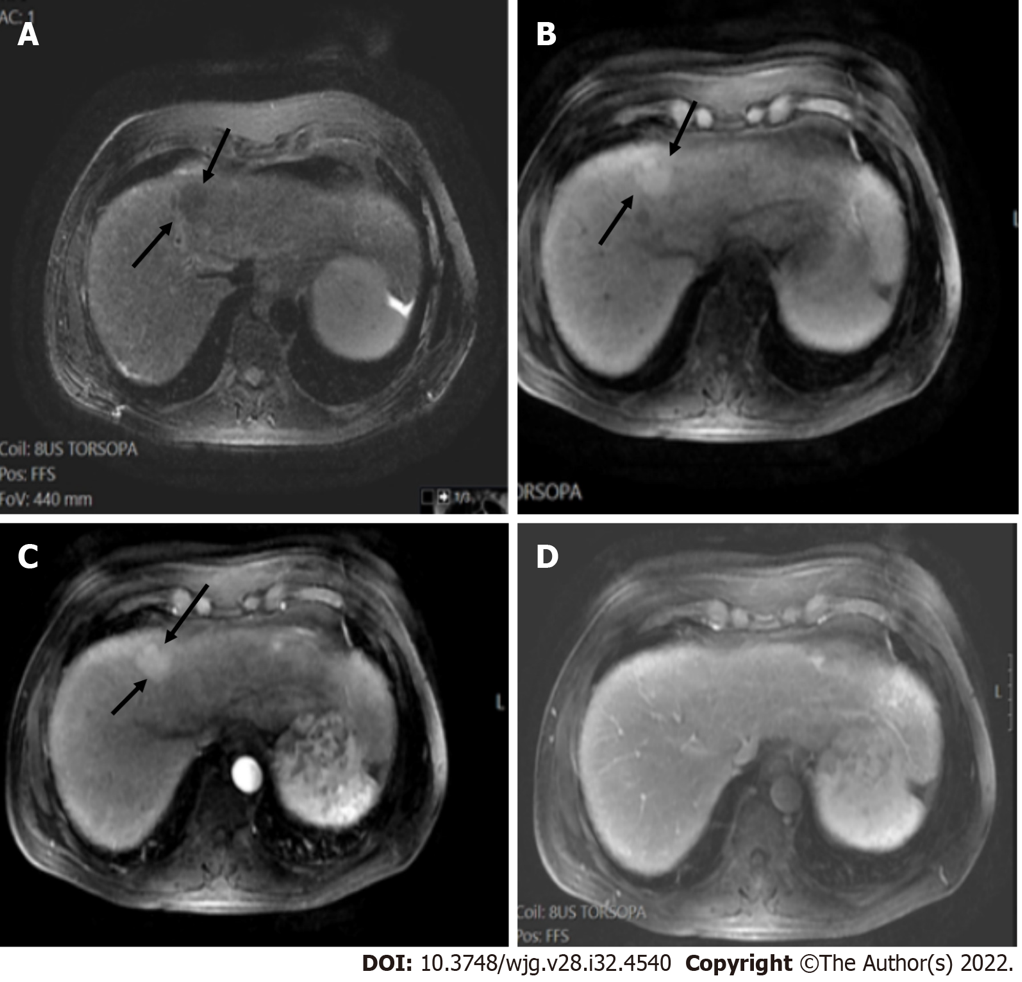 AC: 1
A
B
Coil: 8US TORSOPA
Pos: FFS
FoV: 440 mm
L
ORSOPA
C
D
L
L
Coil: 8US TORSOPA
Pos: FFS
DOI: 10.3748/wjg.v28.i32.4540 Copyright ©The Author(s) 2022.